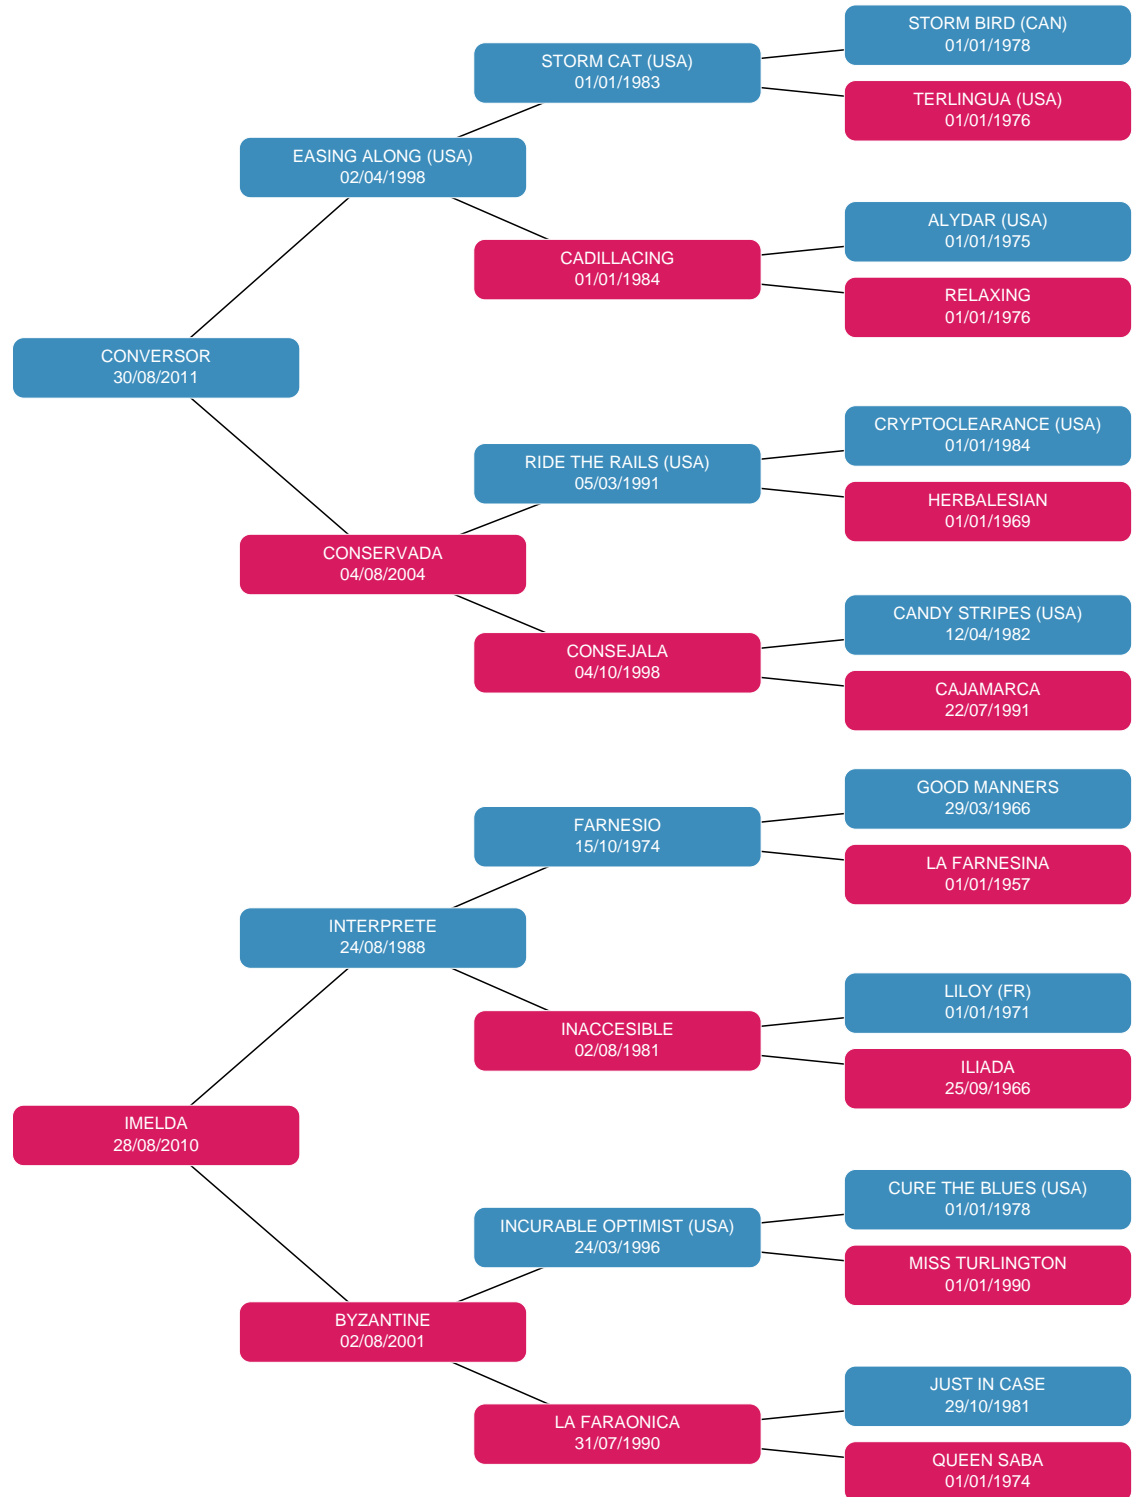 STORM BIRD (CAN)
01/01/1978
STORM CAT (USA)
01/01/1983
TERLINGUA (USA)
01/01/1976
EASING ALONG (USA)
02/04/1998
ALYDAR (USA)
01/01/1975
CADILLACING
01/01/1984
RELAXING
01/01/1976
CONVERSOR
30/08/2011
CRYPTOCLEARANCE (USA)
01/01/1984
RIDE THE RAILS (USA)
05/03/1991
HERBALESIAN
01/01/1969
CONSERVADA
04/08/2004
CANDY STRIPES (USA)
12/04/1982
CONSEJALA
04/10/1998
CAJAMARCA
22/07/1991
GOOD MANNERS
29/03/1966
FARNESIO
15/10/1974
LA FARNESINA
01/01/1957
INTERPRETE
24/08/1988
LILOY (FR)
01/01/1971
INACCESIBLE
02/08/1981
ILIADA
25/09/1966
IMELDA
28/08/2010
CURE THE BLUES (USA)
01/01/1978
INCURABLE OPTIMIST (USA)
24/03/1996
MISS TURLINGTON
01/01/1990
BYZANTINE
02/08/2001
JUST IN CASE
29/10/1981
LA FARAONICA
31/07/1990
QUEEN SABA
01/01/1974